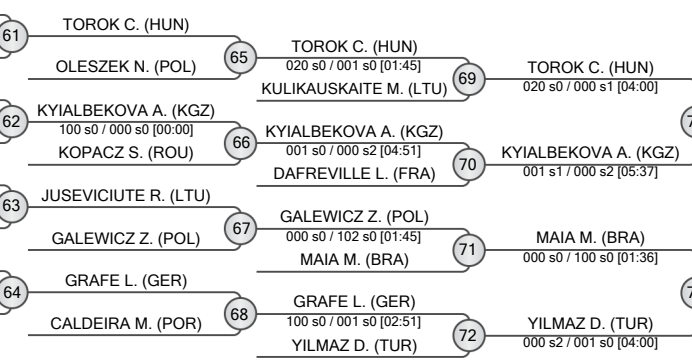 61
TOROK C. (HUN)
OLESZEK N. (POL)
62
KYIALBEKOVA A. (KGZ)
100 s0 / 000 s0 [00:00]
KOPACZ S. (ROU)
63
JUSEVICIUTE R. (LTU)
GALEWICZ Z. (POL)
64
GRAFE L. (GER)
CALDEIRA M. (POR)
65
TOROK C. (HUN)
020 s0 / 001 s0 [01:45]
KULIKAUSKAITE M. (LTU)
66
KYIALBEKOVA A. (KGZ)
001 s0 / 000 s2 [04:51]
DAFREVILLE L. (FRA)
67
GALEWICZ Z. (POL)
000 s0 / 102 s0 [01:45]
MAIA M. (BRA)
68
GRAFE L. (GER)
100 s0 / 001 s0 [02:51]
YILMAZ D. (TUR)
69
TOROK C. (HUN)
020 s0 / 000 s1 [04:00]
70
KYIALBEKOVA A. (KGZ)
001 s1 / 000 s2 [05:37]
71
MAIA M. (BRA)
000 s0 / 100 s0 [01:36]
72
YILMAZ D. (TUR)
000 s2 / 001 s0 [04:00]